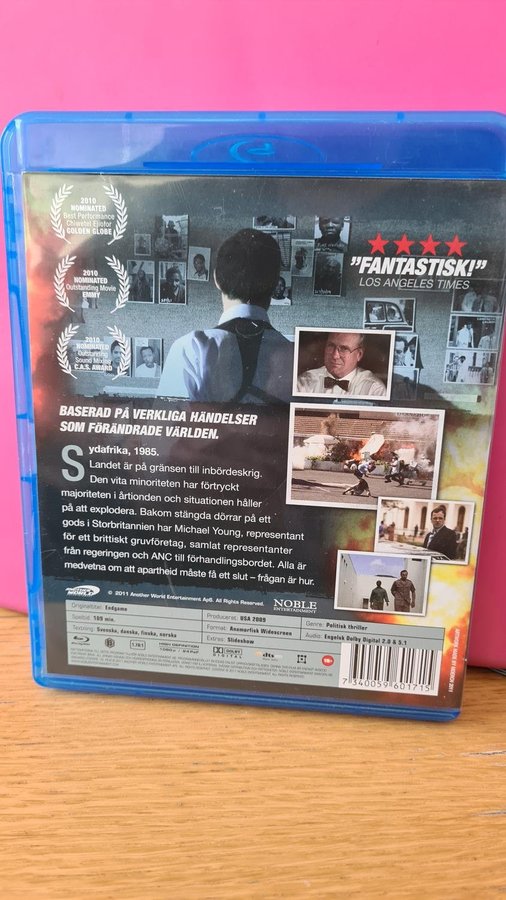 2010
NOMINATED
Best Performance
Chiwetel Ejiofor
GOLDEN GLOBE
2010
NOMINATED
Outstanding Movie
EMMY
2010
NOMINATED
Outstanding
Sound Mixing
C.A.S. AWARD
"FANTASTISK!"
LOS ANGELES TIMES
BASERAD PÅ VERKLIGA HÄNDELSER
SOM FÖRÄNDRADE VÄRLDEN.
Sydafrika, 1985.
Landet är på gränsen till inbördeskrig.
Den vita minoriteten har förtryckt
majoriteten i årtionden och situationen håller
på att explodera. Bakom stängda dörrar på ett
gods i Storbritannien har Michael Young, representant
för ett brittiskt gruvföretag, samlat representanter
från regeringen och ANC till förhandlingsbordet. Alla är
medvetna om att apartheid måste få ett slut – frågan är hur.
© 2011 Another World Entertainment ApS. All Rights Reserved.
NOBLE
ENTERTAINMENT
Originaltitel: Endgame
Producerat: USA 2009
Genre: Politisk thriller
Speltid: 109 min.
Format: Anamorfisk Widescreen
Audio: Engelsk Dolby Digital 2.0 & 5.1
Textning: Svenska, danska, finska, norska
Extras: Slideshow
7 340059 601715